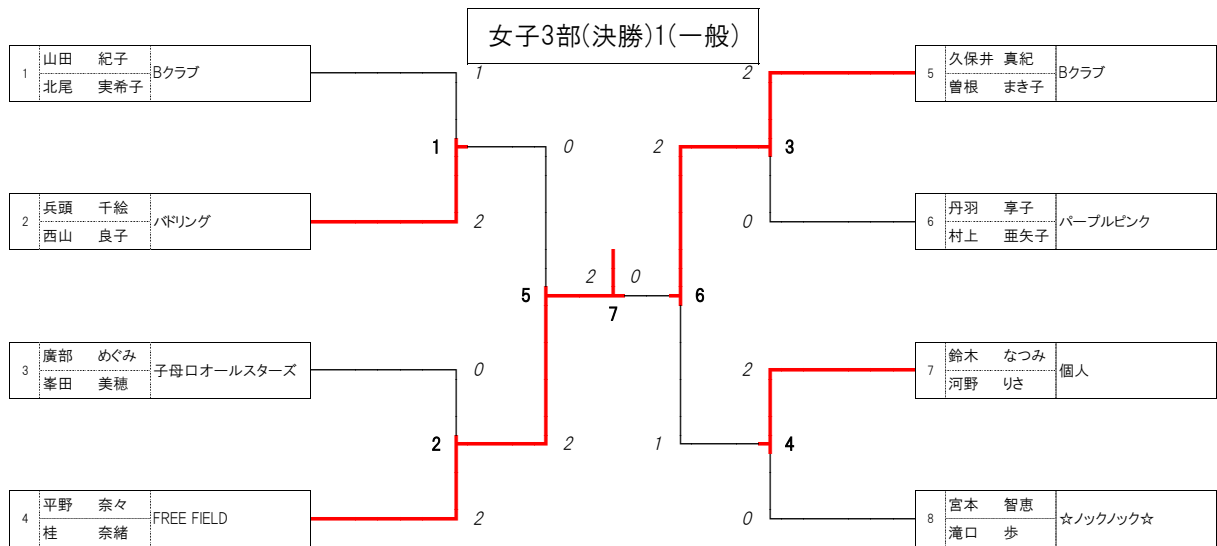 女子3部(決勝)1(一般)
1 山田 紀子 Bクラブ
北尾 実希子
2 兵頭 千絵 バドリング
西山 良子
3 廣部 めぐみ 子母口オールスターズ
峯田 美穂
4 平野 奈々 FREE FIELD
桂 奈緒
1
1
2
0
5
0
2
2
2
2 0
7
2
2
3
0
6
2
1
4
0
5 久保井 真紀 Bクラブ
曽根 まき子
6 丹羽 享子 パープルピンク
村上 亜矢子
7 鈴木 なつみ 個人
河野 りさ
8 宮本 智恵 ☆ノックノック☆
滝口 歩